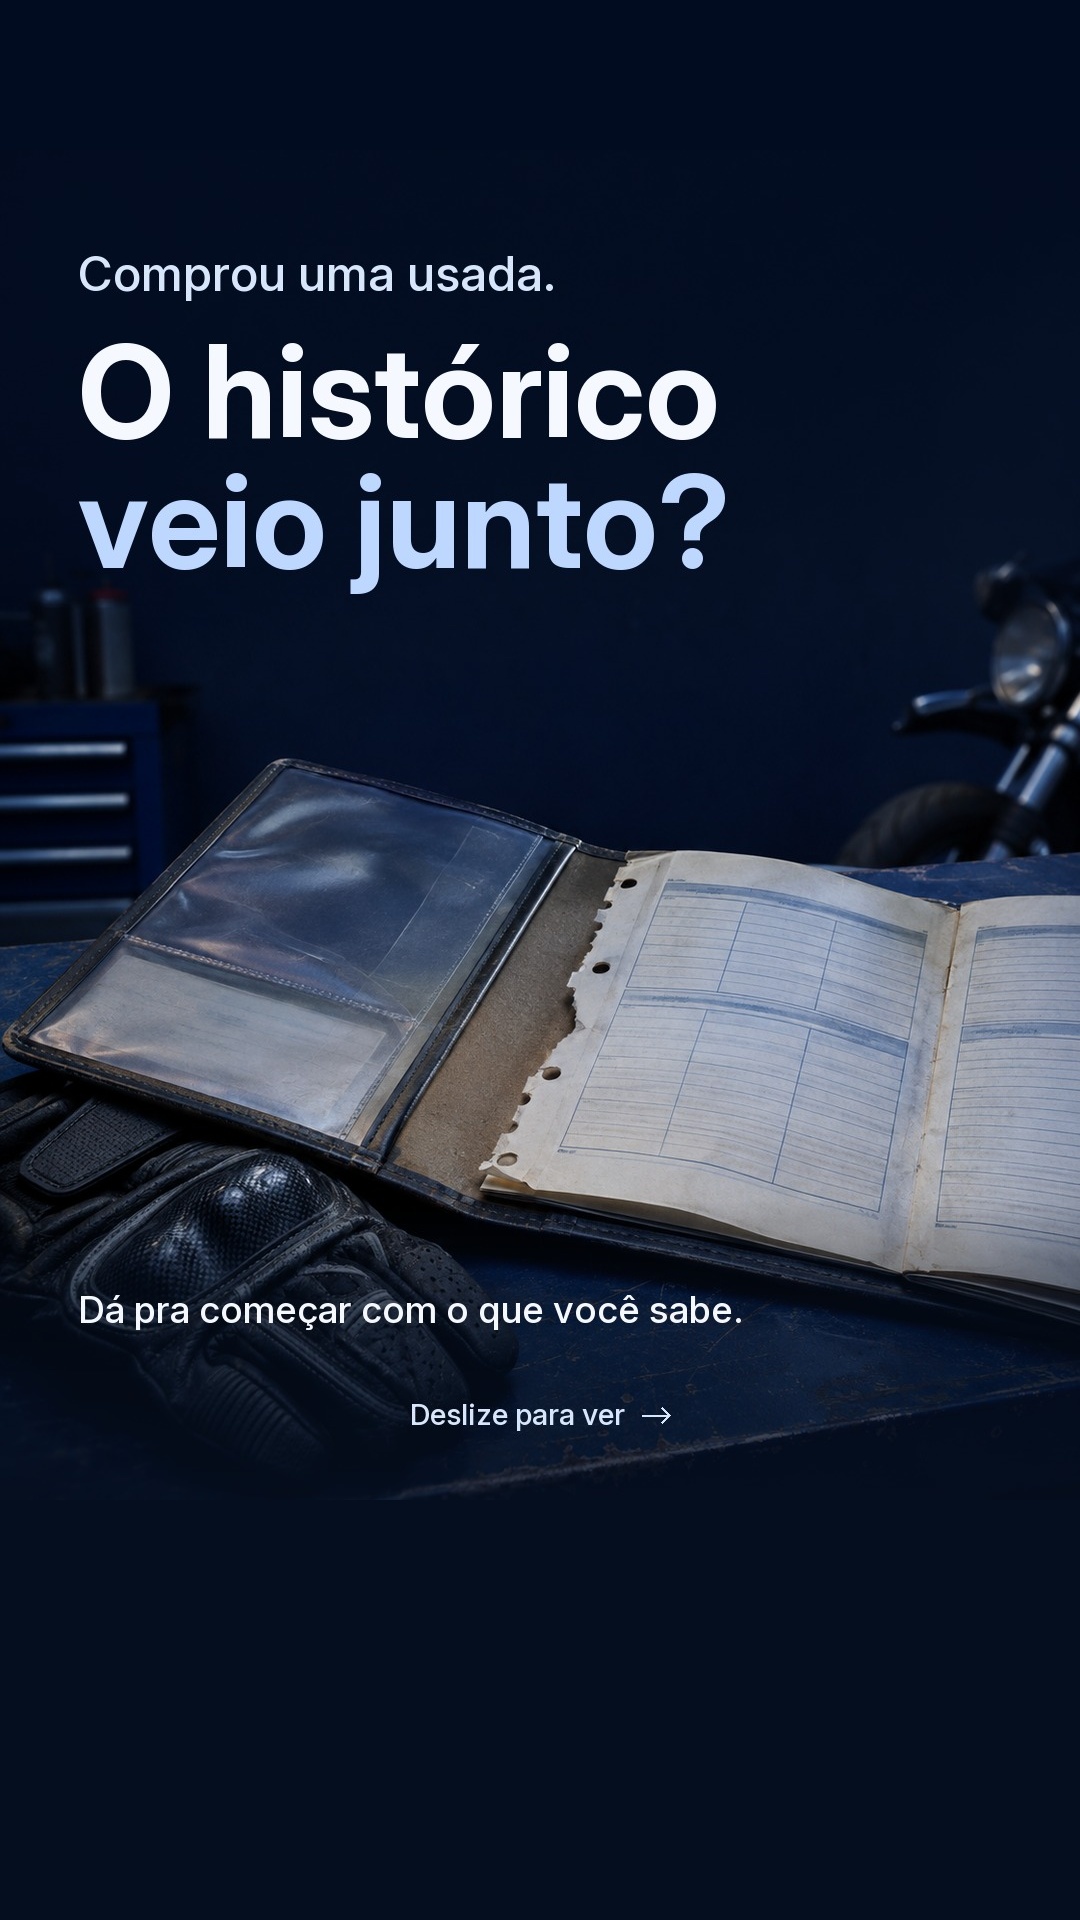 Comprou uma usada.
O histórico
veio junto?
Dá pra começar com o que você sabe.
Deslize para ver →